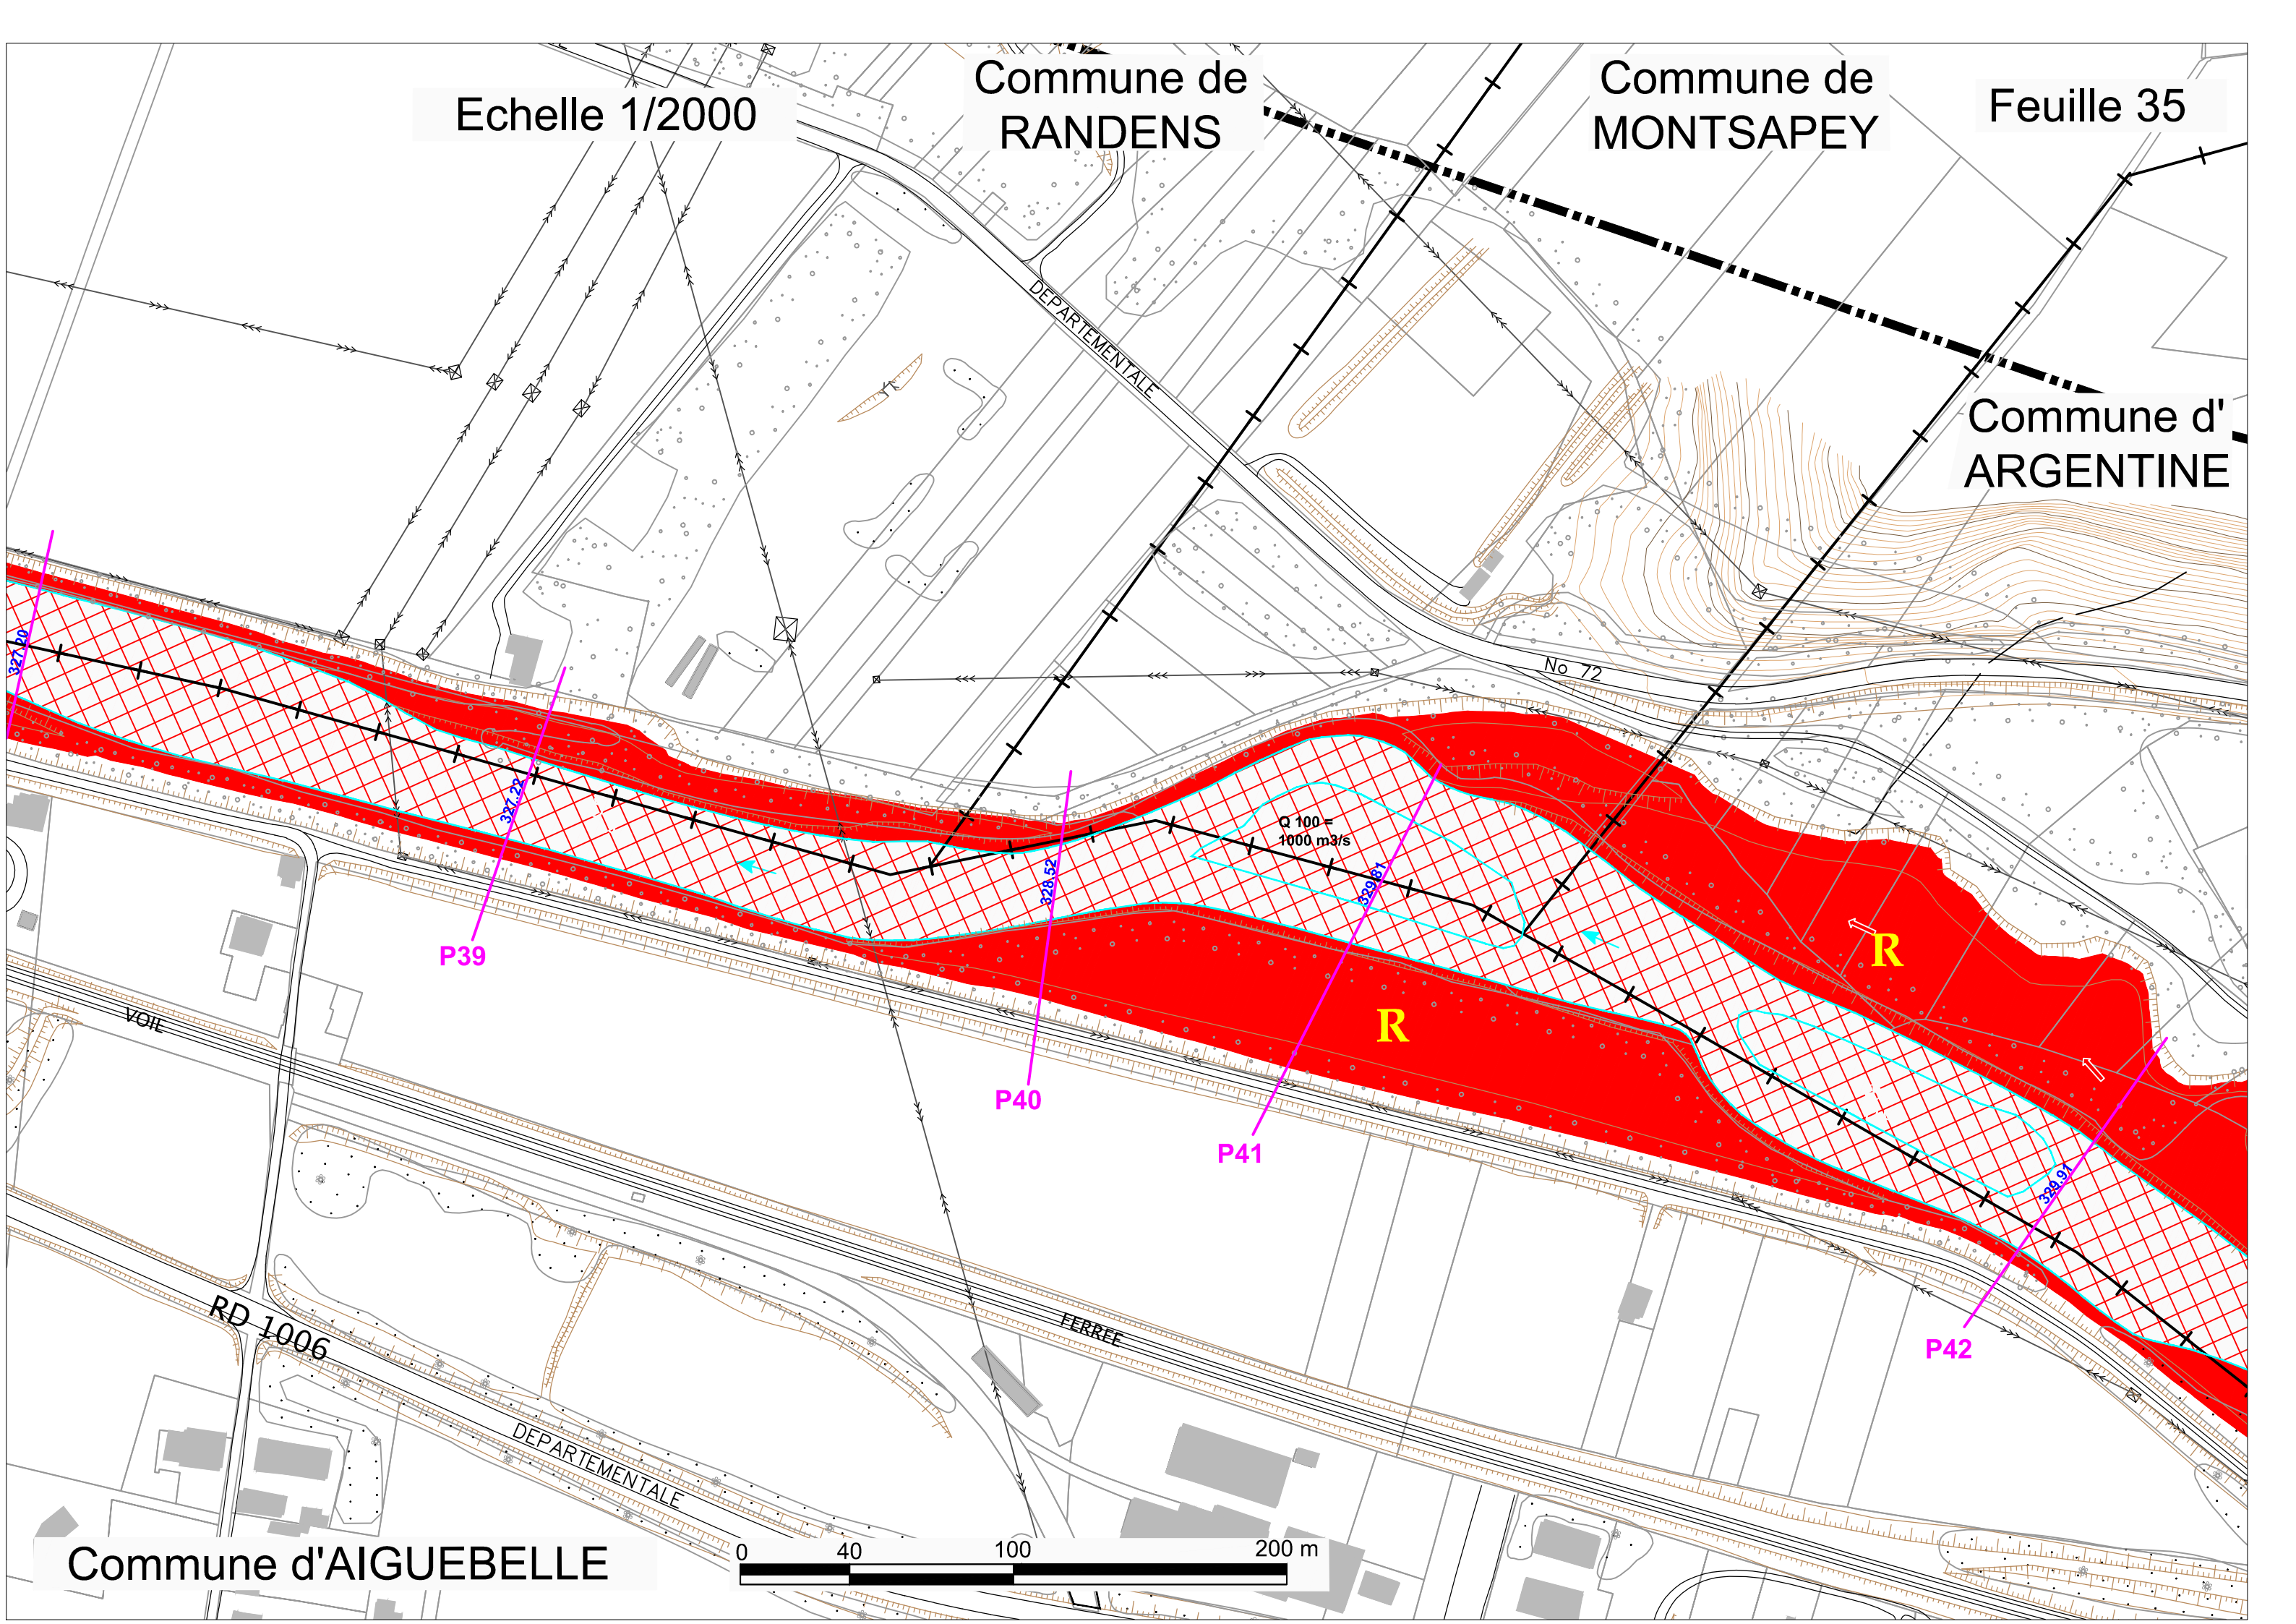 Echelle 1/2000
Commune de
RANDENS
Commune de
MONTSAPEY
Feuille 35
Commune d'
ARGENTINE
DEPARTEMENTALE
No 72
327.20
327.22
328.52
Q 100 =
1000 m3/s
329.81
329.91
R
R
P39
P40
P41
P42
VOIE
FERREE
RD 1006
DEPARTEMENTALE
Commune d'AIGUEBELLE
0 40 100 200 m